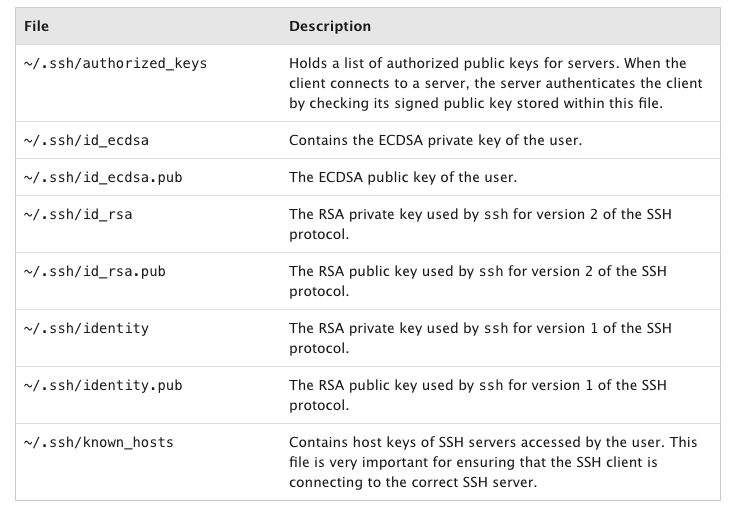 File Description
~/.ssh/authorized_keys Holds a list of authorized public keys for servers. When the
client connects to a server, the server authenticates the client
by checking its signed public key stored within this file.
~/.ssh/id_ecdsa Contains the ECDSA private key of the user.
~/.ssh/id_ecdsa.pub The ECDSA public key of the user.
~/.ssh/id_rsa The RSA private key used by ssh for version 2 of the SSH
protocol.
~/.ssh/id_rsa.pub The RSA public key used by ssh for version 2 of the SSH
protocol.
~/.ssh/identity The RSA private key used by ssh for version 1 of the SSH
protocol.
~/.ssh/identity.pub The RSA public key used by ssh for version 1 of the SSH
protocol.
~/.ssh/known_hosts Contains host keys of SSH servers accessed by the user. This
file is very important for ensuring that the SSH client is
connecting to the correct SSH server.